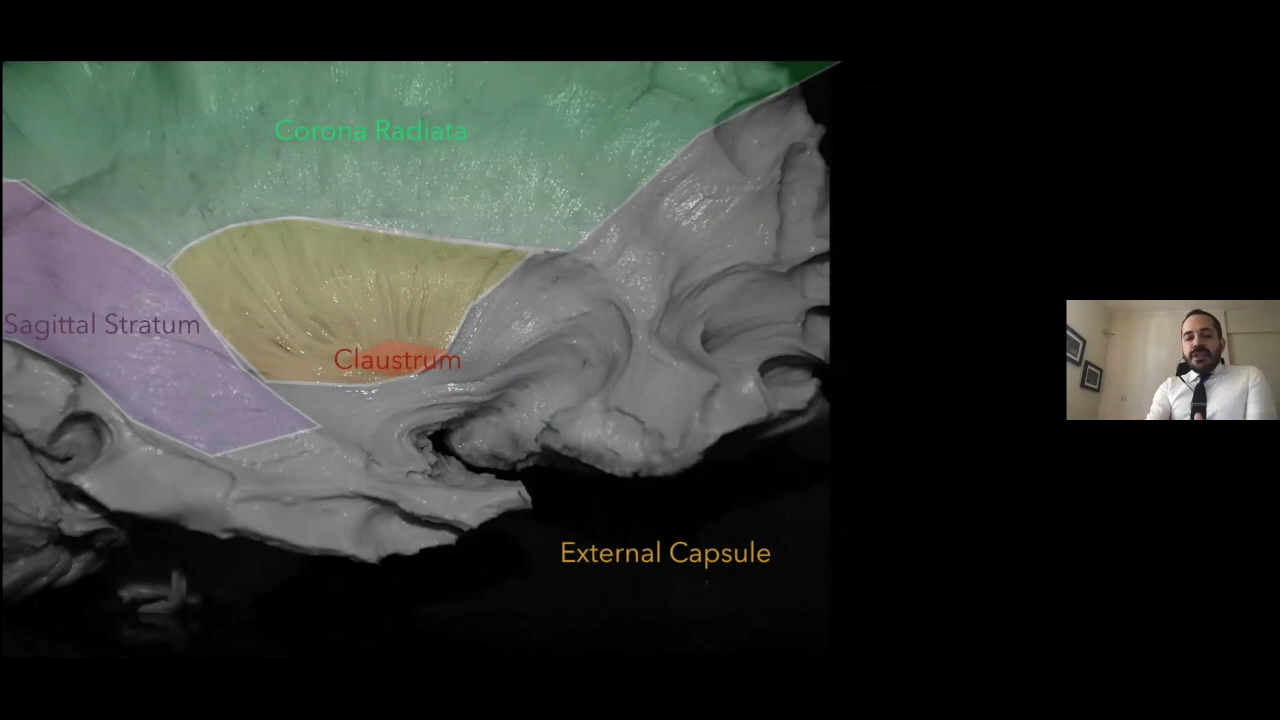 Corona Radiata
Sagittal Stratum
Claustrum
External Capsule